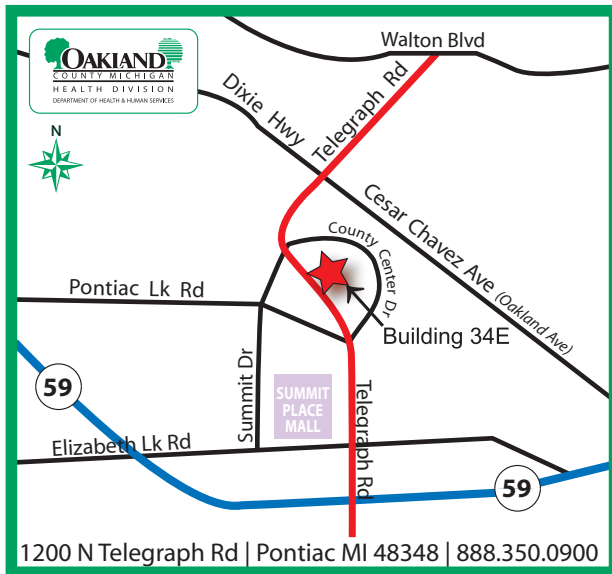 Walton Blvd
OAKLAND
COUNTY MICHIGAN
HEALTH DIVISION
DEPARTMENT OF HEALTH & HUMAN SERVICES
Dixie Hwy
Telegraph Rd
N
Cesar Chavez Ave (Oakland Ave)
County Center Dr
Pontiac Lk Rd
Building 34E
59
Summit Dr
SUMMIT
PLACE
MALL
Telegraph Rd
Elizabeth Lk Rd
59
1200 N Telegraph Rd | Pontiac MI 48348 | 888.350.0900